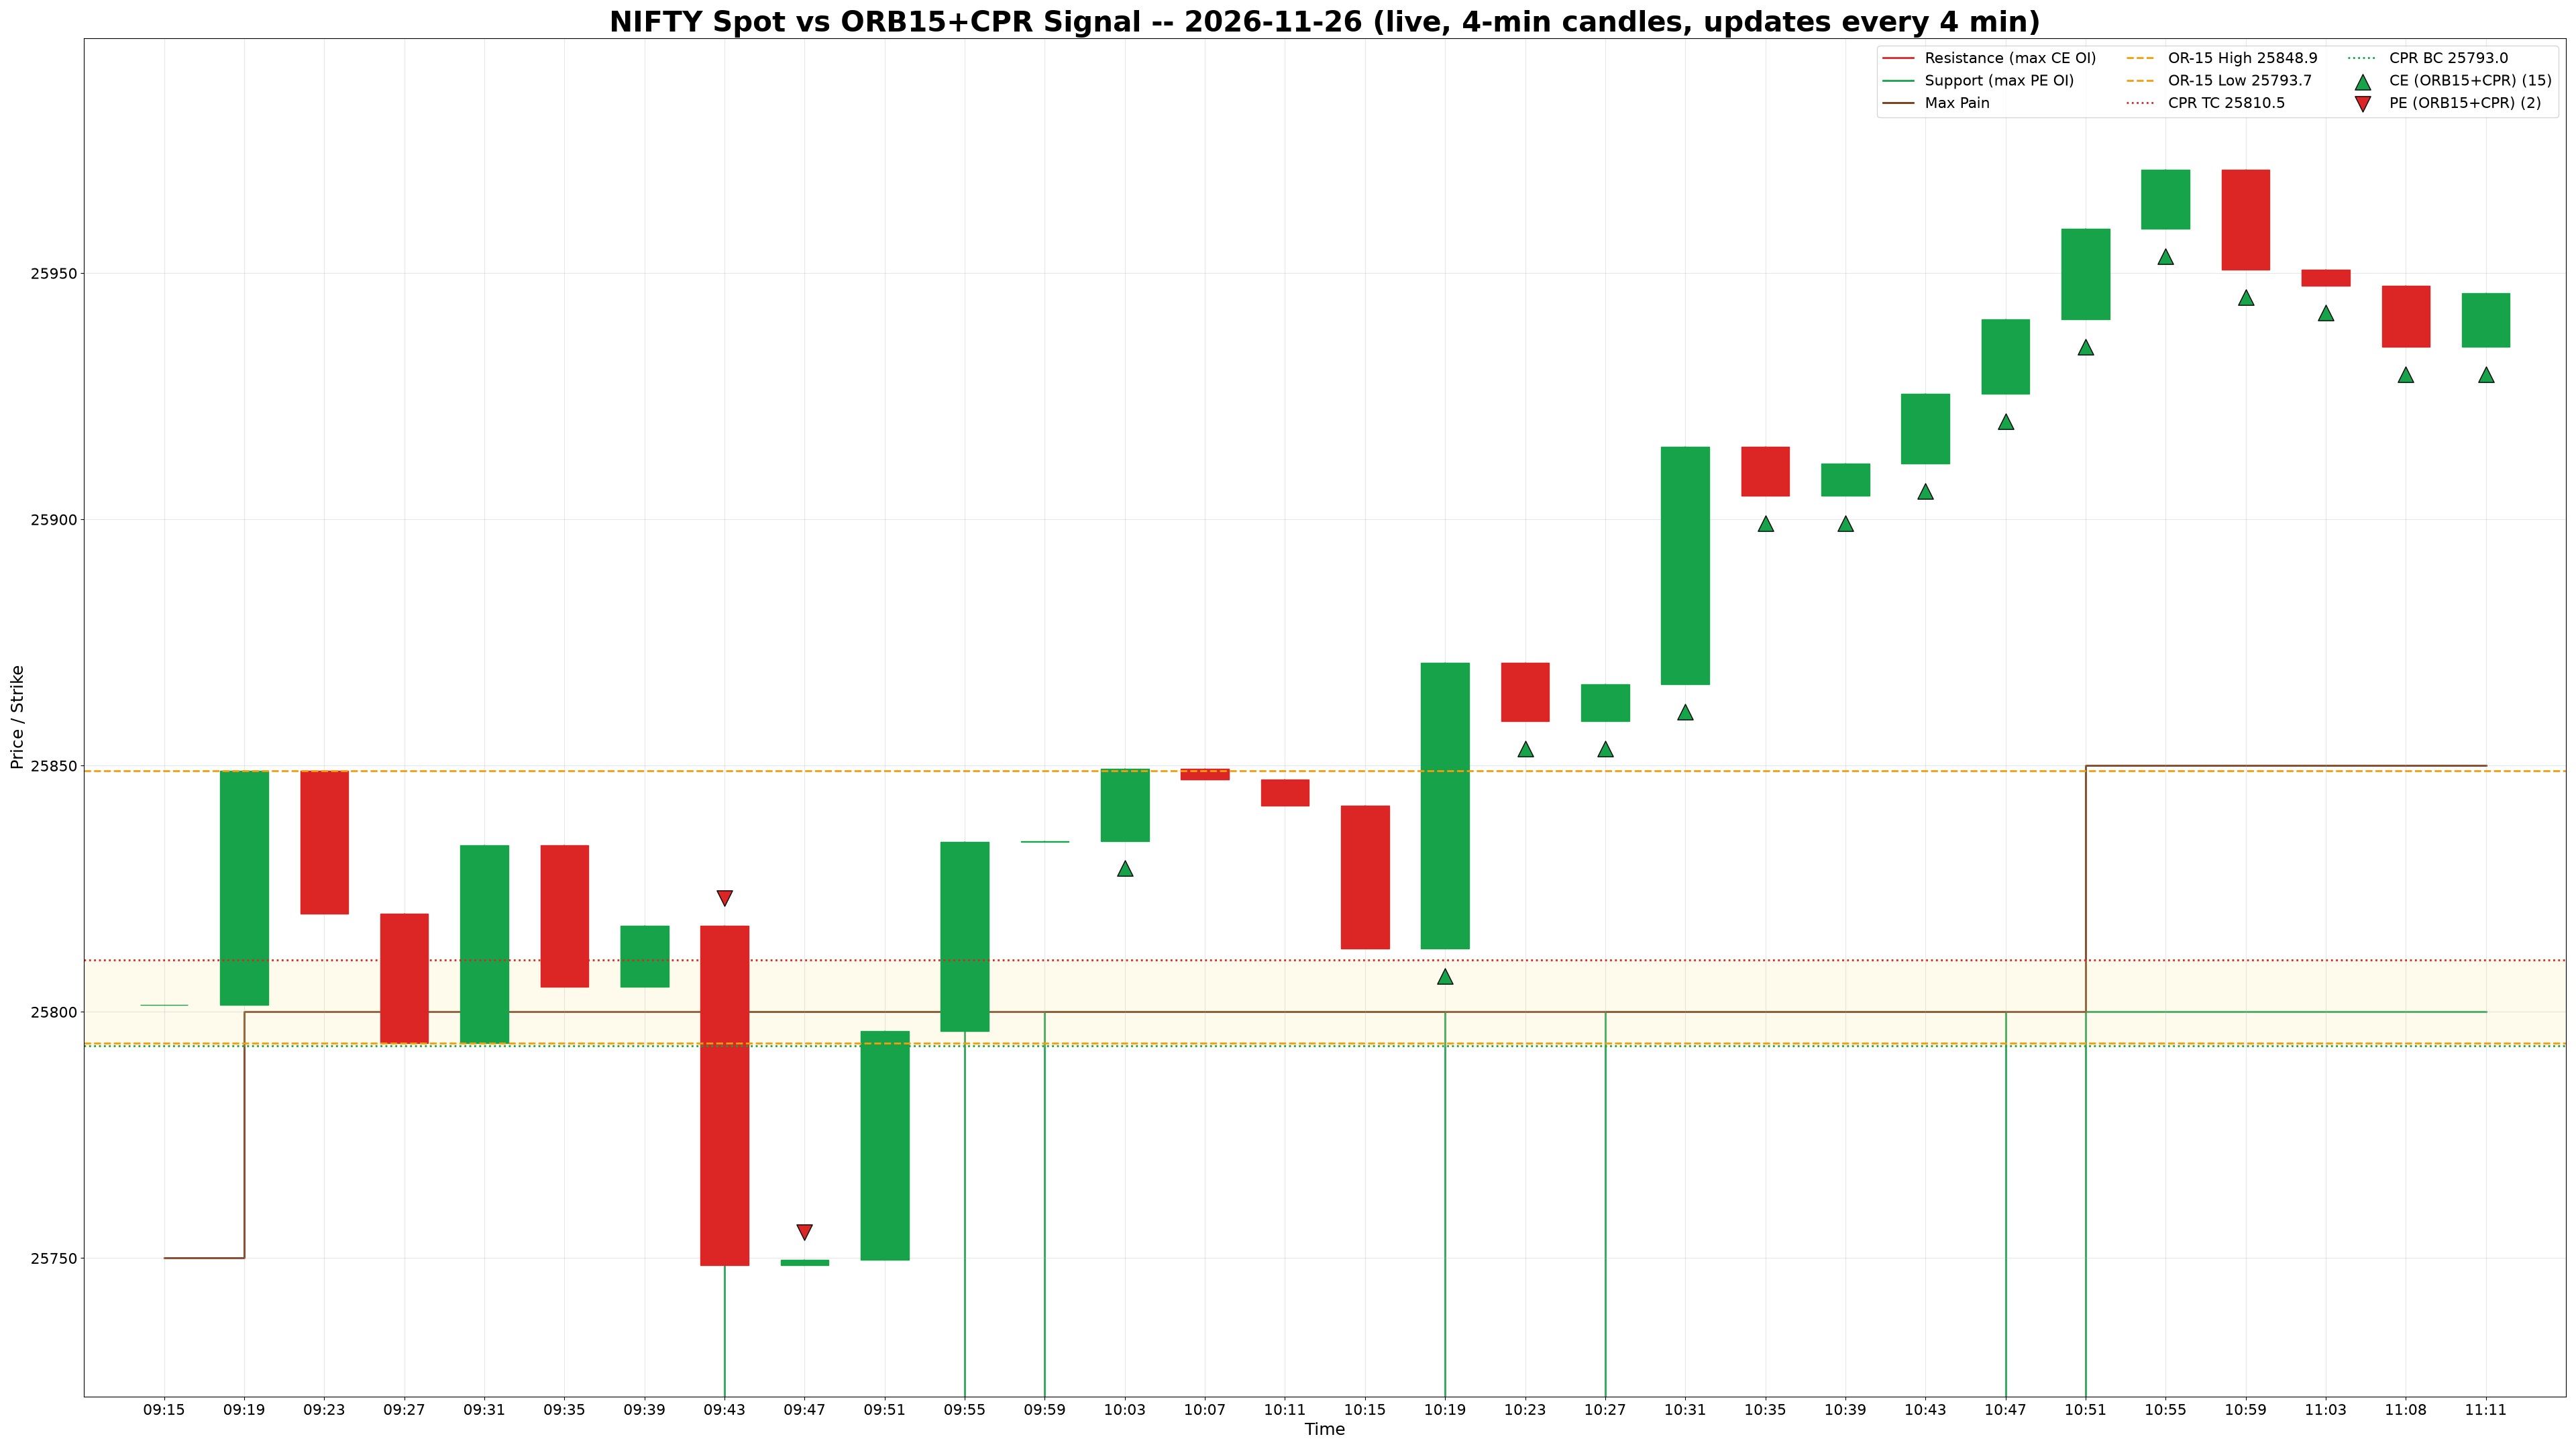 NIFTY Spot vs ORB15+CPR Signal -- 2026-11-26 (live, 4-min candles, updates every 4 min)
Resistance (max CE OI)
Support (max PE OI)
Max Pain
OR-15 High 25848.9
OR-15 Low 25793.7
CPR TC 25810.5
CPR BC 25793.0
CE (ORB15+CPR) (15)
PE (ORB15+CPR) (2)
Price / Strike
25950
25900
25850
25800
25750
09:15 09:19 09:23 09:27 09:31 09:35 09:39 09:43 09:47 09:51 09:55 09:59 10:03 10:07 10:11 10:15 10:19 10:23 10:27 10:31 10:35 10:39 10:43 10:47 10:51 10:55 10:59 11:03 11:08 11:11
Time